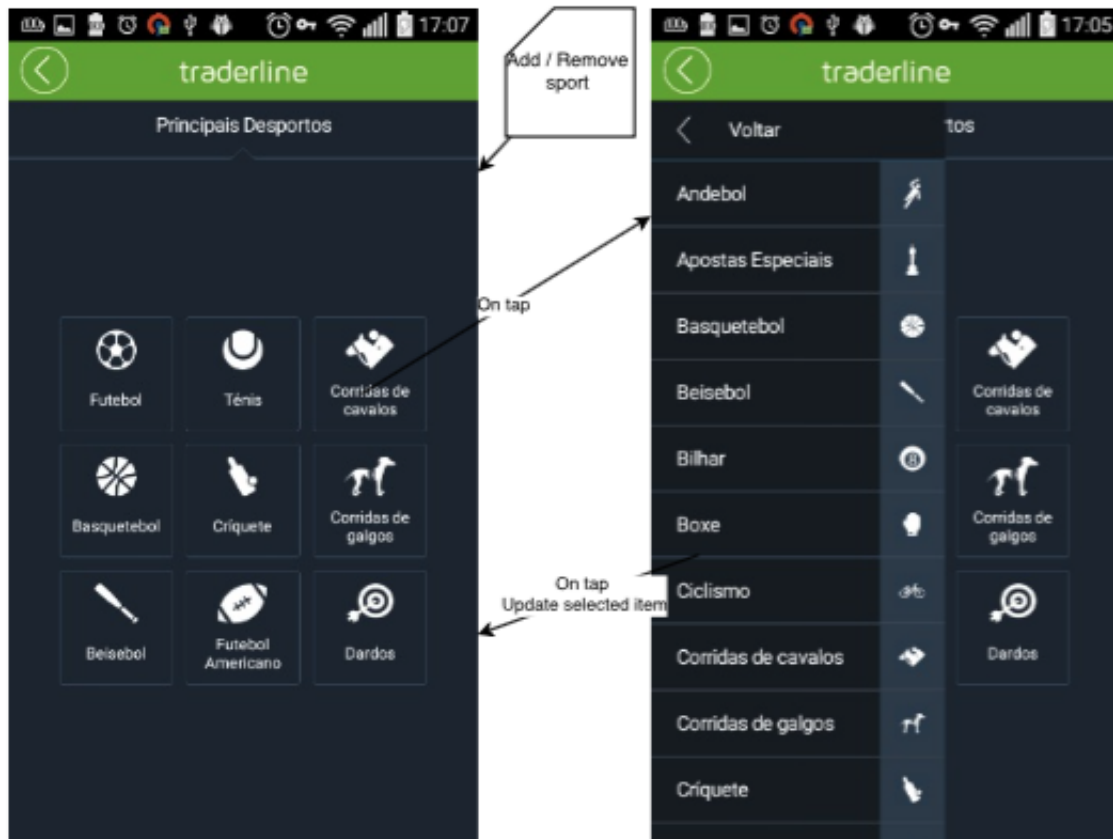 17:07
traderline
Principais Desportos
Futebol
Ténis
Corridas de
cavalos
Basquetebol
Críquete
Corridas de
galgos
Beisebol
Futebol
Americano
Dardos
Add / Remove
sport
On tap
On tap
Update selected item
17:05
traderline
Voltar
tos
Andebol
Apostas Especiais
Basquetebol
Beisebol
Bilhar
8
Boxe
Ciclismo
Corridas de cavalos
Corridas de galgos
Críquete
Corridas de
cavalos
Corridas de
galgos
Dardos